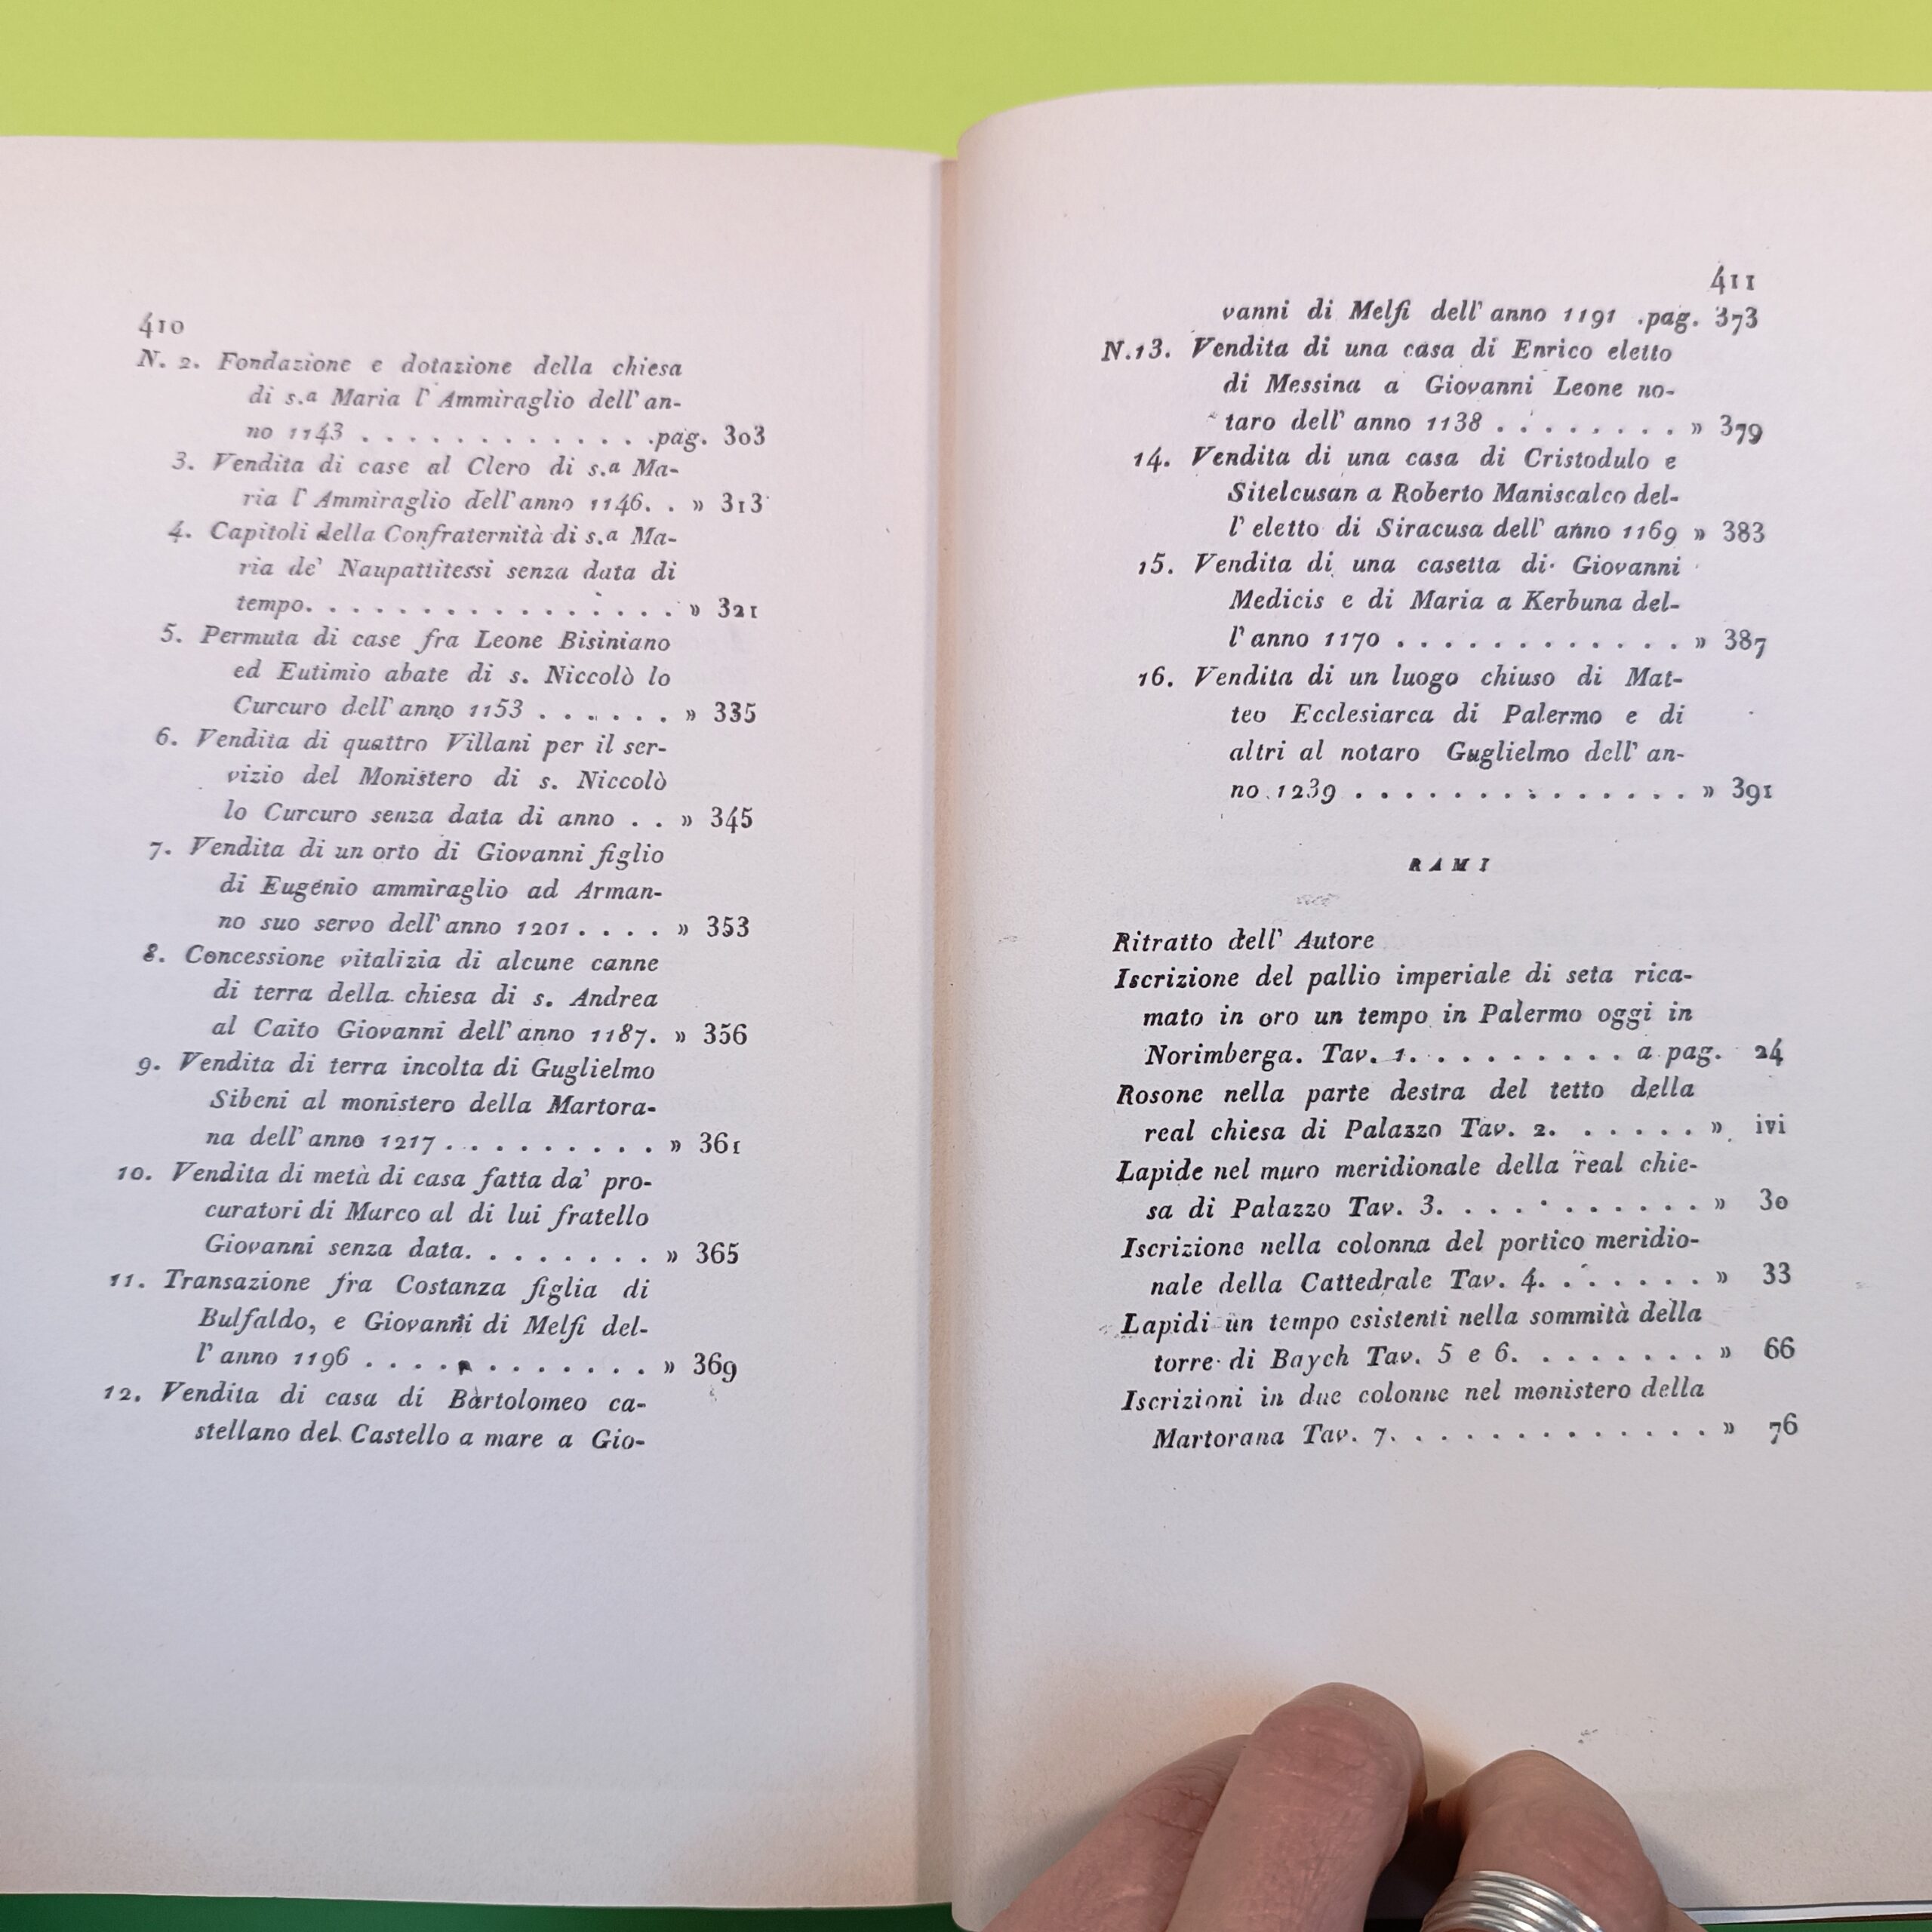 410
N. 2. Fondazione e dotazione della chiesa
di s.a Maria l' Ammiraglio dell' an-
no 1143 . . . . . . . . . . . . . .pag. 303
3. Vendita di case al Clero di s.a Ma-
ria l' Ammiraglio dell' anno 1146. . » 313
4. Capitoli della Confraternità di s.a Ma-
ria de' Naupattitessi senza data di
tempo. . . . . . . . . . . . . . . . » 321
5. Permuta di case fra Leone Bisiniano
ed Eutimio abate di s. Niccolò lo
Curcuro dell' anno 1153 . . . . . . » 335
6. Vendita di quattro Villani per il ser-
vizio del Monistero di s. Niccolò
lo Curcuro senza data di anno . . » 345
7. Vendita di un orto di Giovanni figlio
di Eugenio ammiraglio ad Arman-
no suo servo dell' anno 1201 . . . . » 353
8. Concessione vitalizia di alcune canne
di terra della chiesa di s. Andrea
al Caito Giovanni dell' anno 1187. » 356
9. Vendita di terra incolta di Guglielmo
Sibeni al monistero della Martora-
na dell' anno 1217 . . . . . . . . . » 361
10. Vendita di metà di casa fatta da' pro-
curatori di Marco al di lui fratello
Giovanni senza data. . . . . . . . » 365
11. Transazione fra Costanza figlia di
Bulfaldo, e Giovanni di Melfi del-
l' anno 1196 . . . . . . . . . . . . » 369
12. Vendita di casa di Bartolomeo ca-
stellano del Castello a mare a Gio-
411
vanni di Melfi dell' anno 1191 .pag. 373
N.13. Vendita di una casa di Enrico eletto
di Messina a Giovanni Leone no-
taro dell' anno 1138 . . . . . . . . » 379
14. Vendita di una casa di Cristodulo e
Sitelcusan a Roberto Maniscalco del-
l' eletto di Siracusa dell' anno 1169 » 383
15. Vendita di una casetta di Giovanni
Medicis e di Maria a Kerbuna del-
l' anno 1170 . . . . . . . . . . . . » 387
16. Vendita di un luogo chiuso di Mat-
teo Ecclesiarca di Palermo e di
altri al notaro Guglielmo dell' an-
no 1239 . . . . . . . . . . . . . . » 391
RAMI
Ritratto dell' Autore
Iscrizione del pallio imperiale di seta rica-
mato in oro un tempo in Palermo oggi in
Norimberga. Tav. 1. . . . . . . . . a pag. 24
Rosone nella parte destra del tetto della
real chiesa di Palazzo Tav. 2. . . . . . » ivi
Lapide nel muro meridionale della real chie-
sa di Palazzo Tav. 3. . . . . . . . . . . » 30
Iscrizione nella colonna del portico meridio-
nale della Cattedrale Tav. 4. . . . . . . » 33
Lapidi un tempo esistenti nella sommità della
torre di Baych Tav. 5 e 6. . . . . . . . » 66
Iscrizioni in due colonne nel monistero della
Martorana Tav. 7. . . . . . . . . . . . . » 76